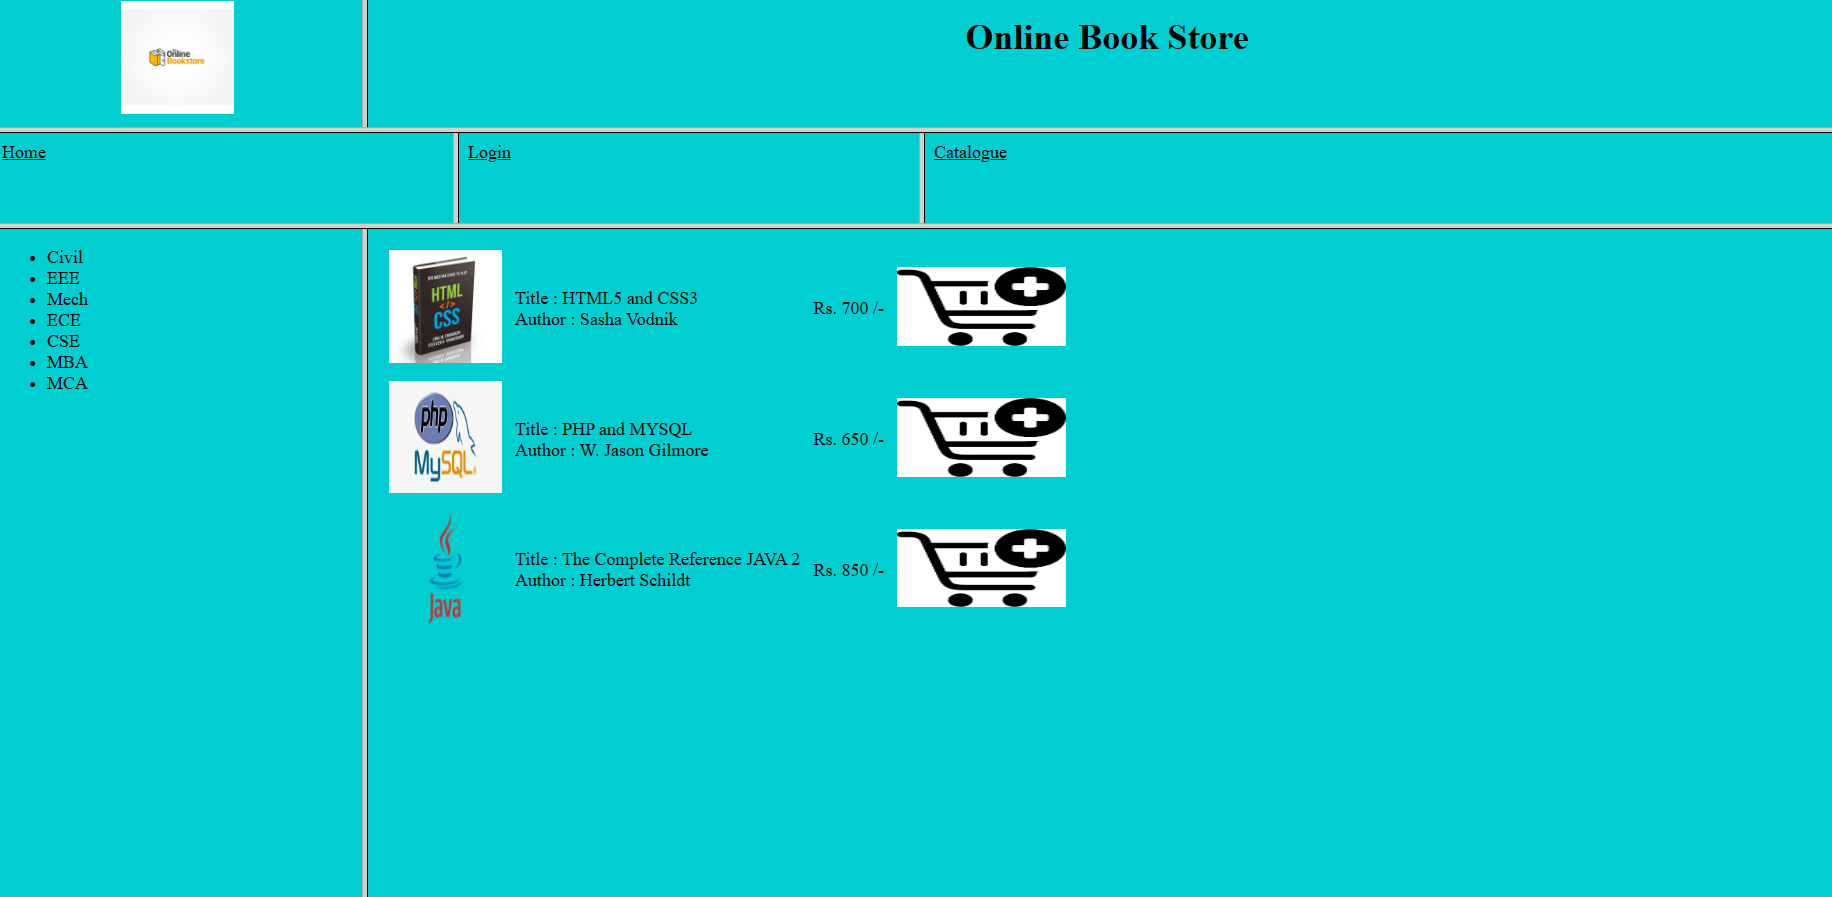 Online
Bookstore
Online Book Store
Home
Login
Catalogue
Civil
EEE
Mech
ECE
CSE
MBA
MCA
HTML
</>
CSS
Title : HTML5 and CSS3
Author : Sasha Vodnik
Rs. 700 /-
php
MySQL
Title : PHP and MYSQL
Author : W. Jason Gilmore
Rs. 650 /-
Java
Title : The Complete Reference JAVA 2
Author : Herbert Schildt
Rs. 850 /-